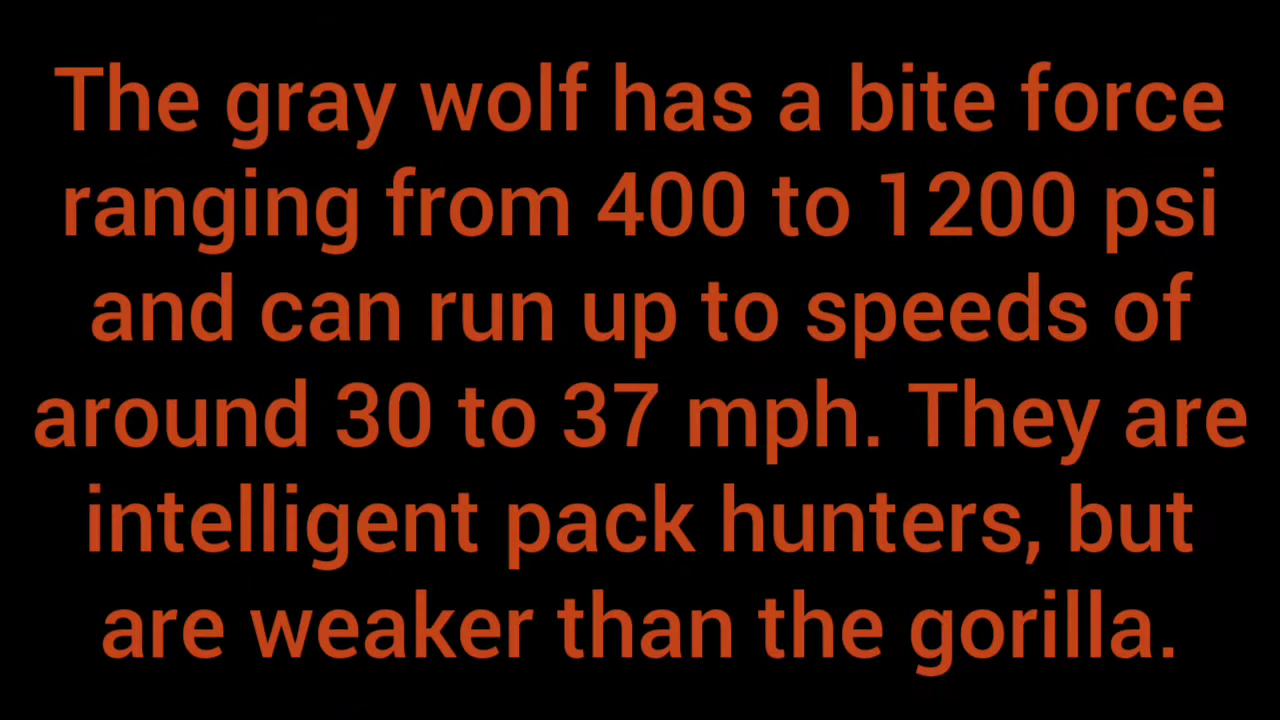 The gray wolf has a bite force
ranging from 400 to 1200 psi
and can run up to speeds of
around 30 to 37 mph. They are
intelligent pack hunters, but
are weaker than the gorilla.